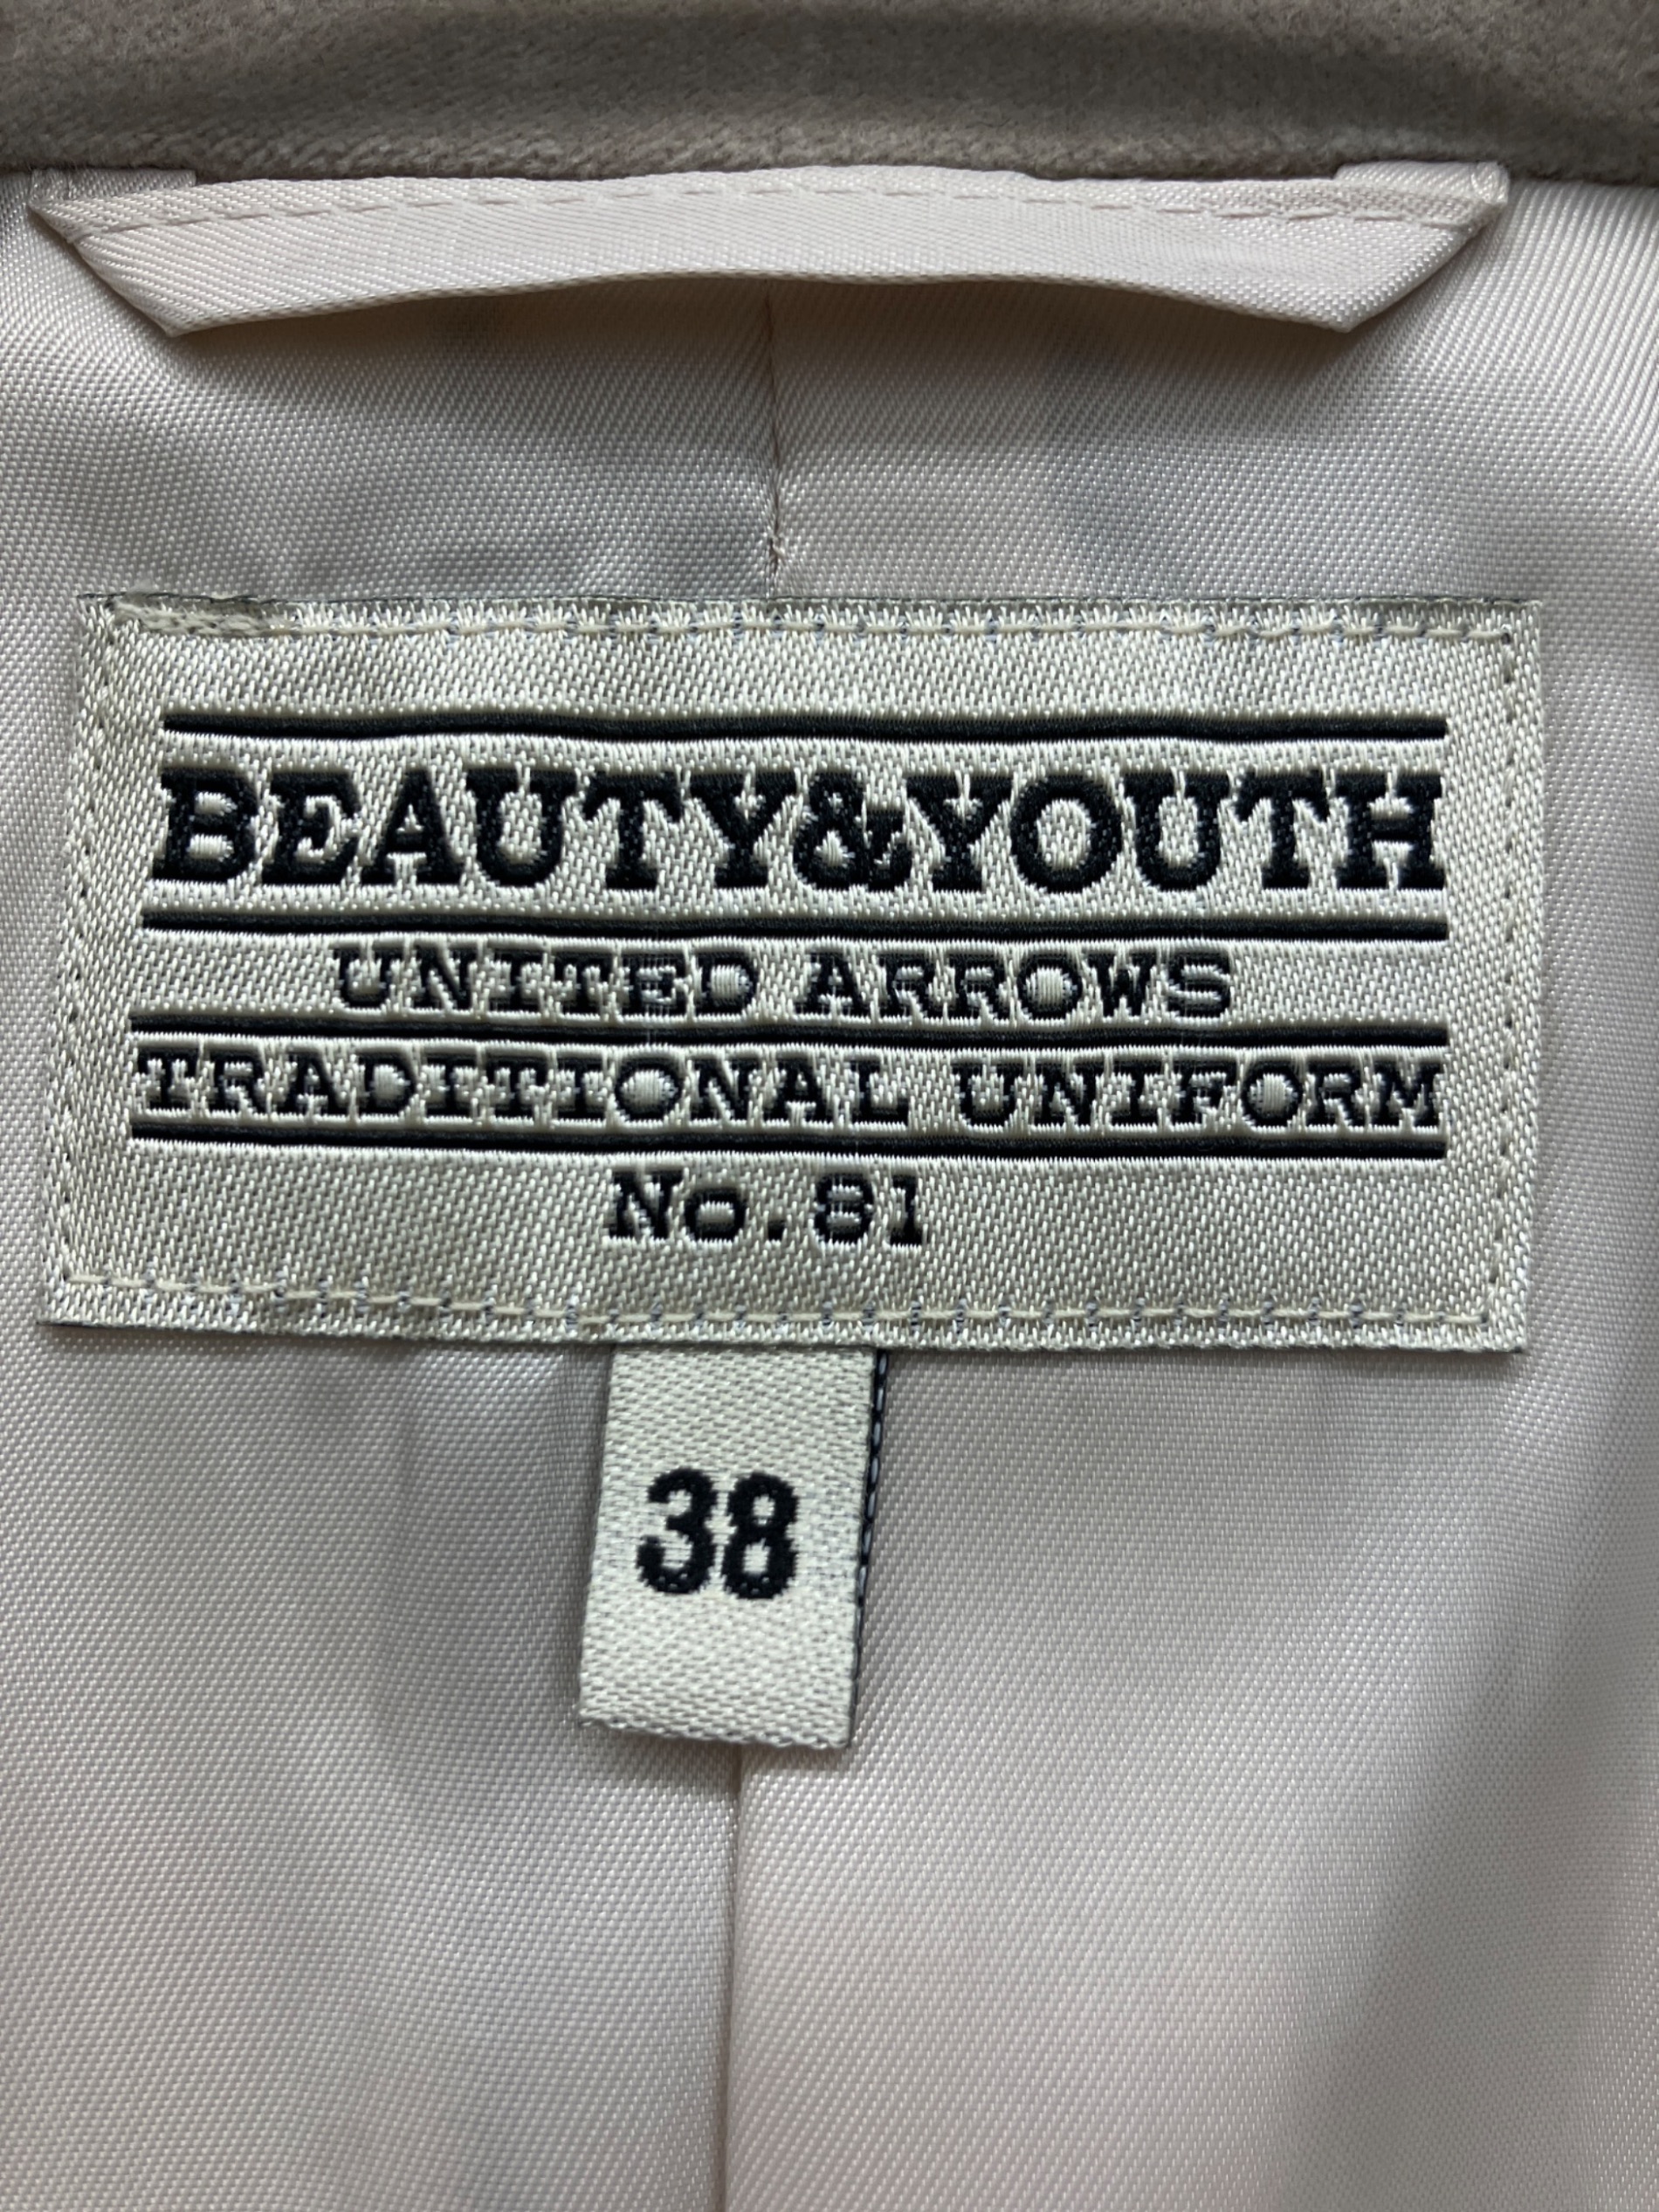 BEAUTY&YOUTH
UNITED ARROWS
TRADITIONAL UNIFORM
No.81
38